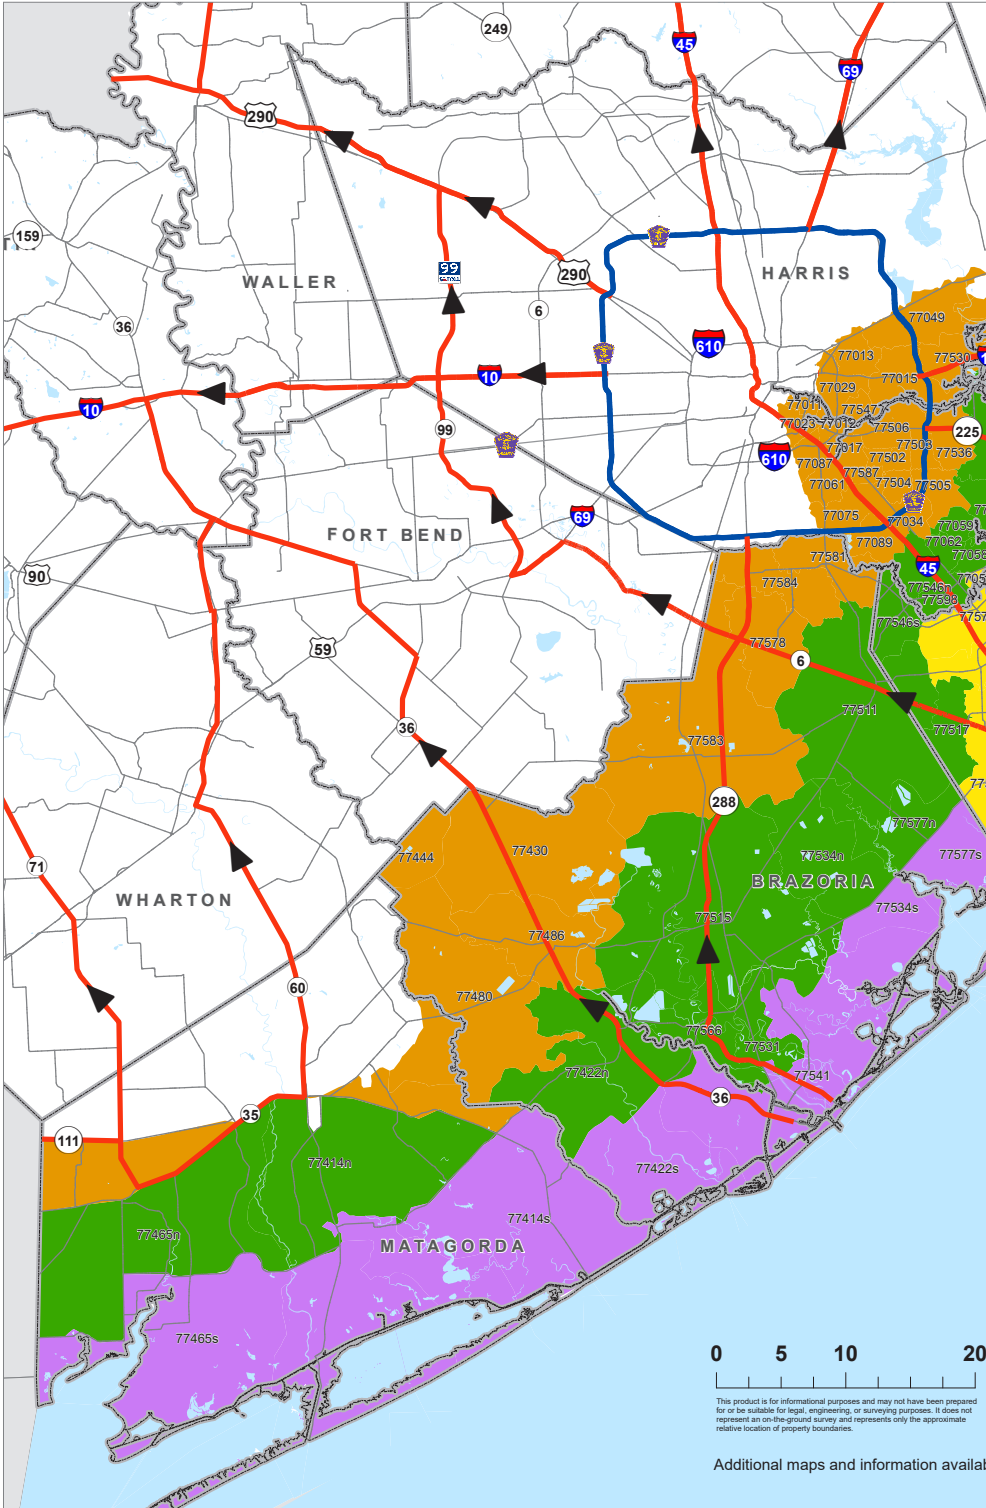 249
45
69
290
159
WALLER
HARRIS
99
290
36
6
77049
610
77013
77530
10
10
77015
77029
77011
77547
99
77023
77012
77506
225
77017
77503
77536
610
77502
77087
77587
77061
77504
77505
69
77075
77034
77059
FORT BEND
77089
77062
77581
45
90
77584
77546n
77598
77546s
59
77578
6
77511
36
77583
77517
288
77577n
71
77444
77430
77534n
77577s
BRAZORIA
WHARTON
77534s
77515
77486
60
77480
77566
77531
77422n
77541
36
35
111
77414n
77422s
77414s
77465n
MATAGORDA
77465s
0 5 10 20
This product is for informational purposes and may not have been prepared
for or be suitable for legal, engineering, or surveying purposes. It does not
represent an on-the-ground survey and represents only the approximate
relative location of property boundaries.
Additional maps and information availab